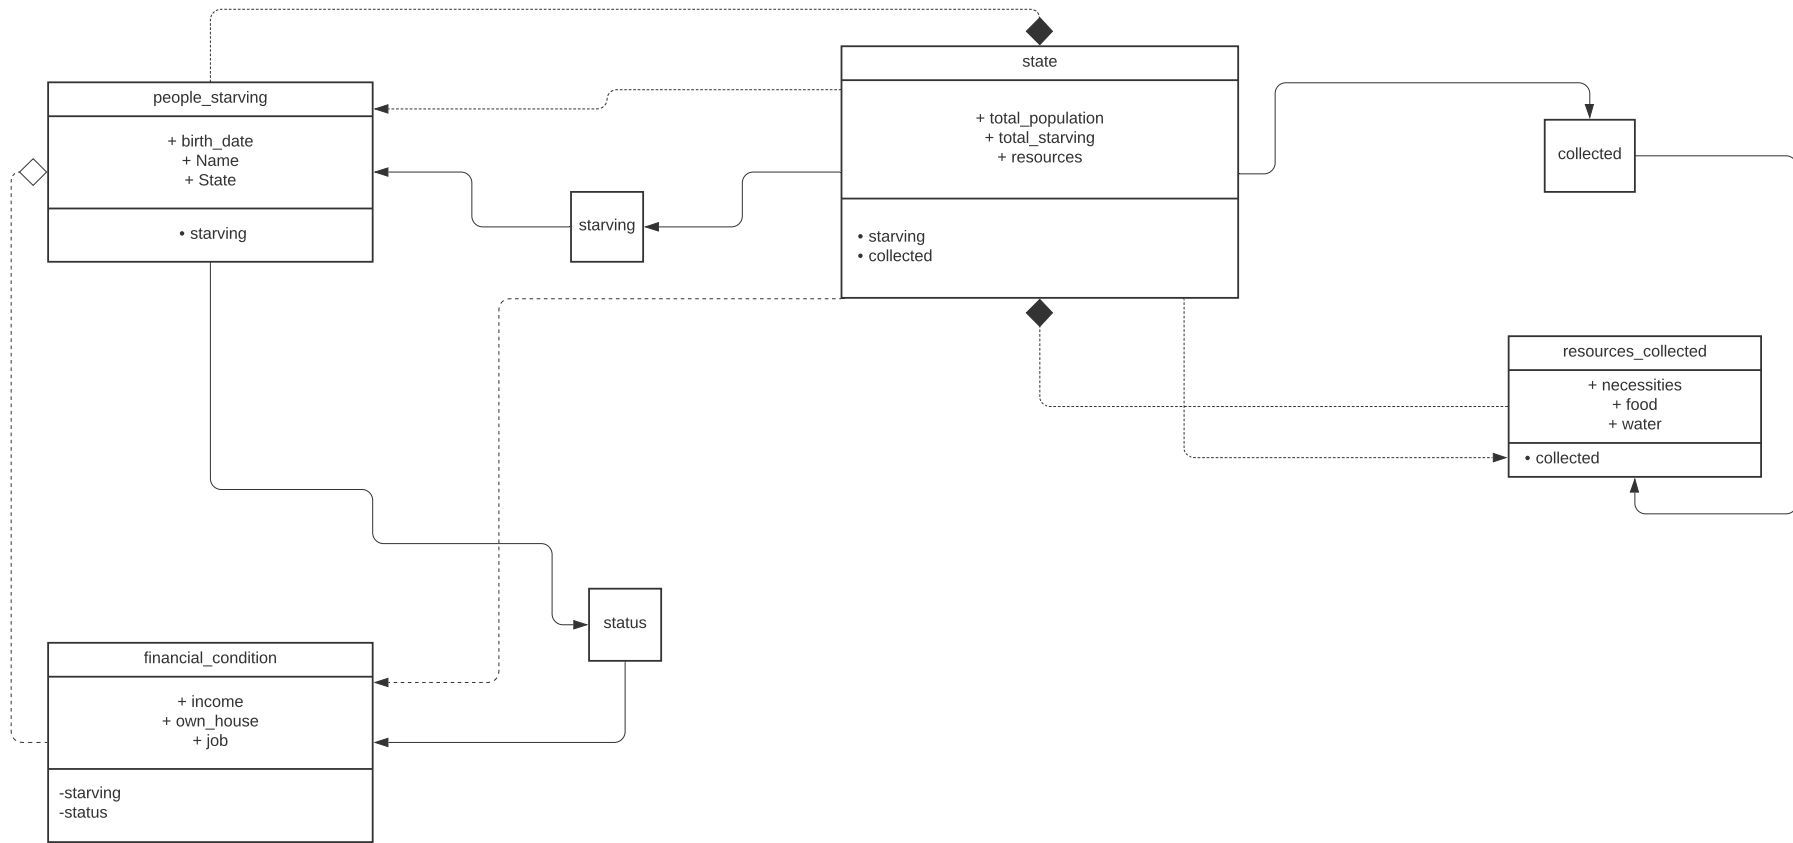 state
+ total_population
+ total_starving
+ resources
• starving
• collected
people_starving
+ birth_date
+ Name
+ State
• starving
starving
collected
resources_collected
+ necessities
+ food
+ water
• collected
status
financial_condition
+ income
+ own_house
+ job
-starving
-status